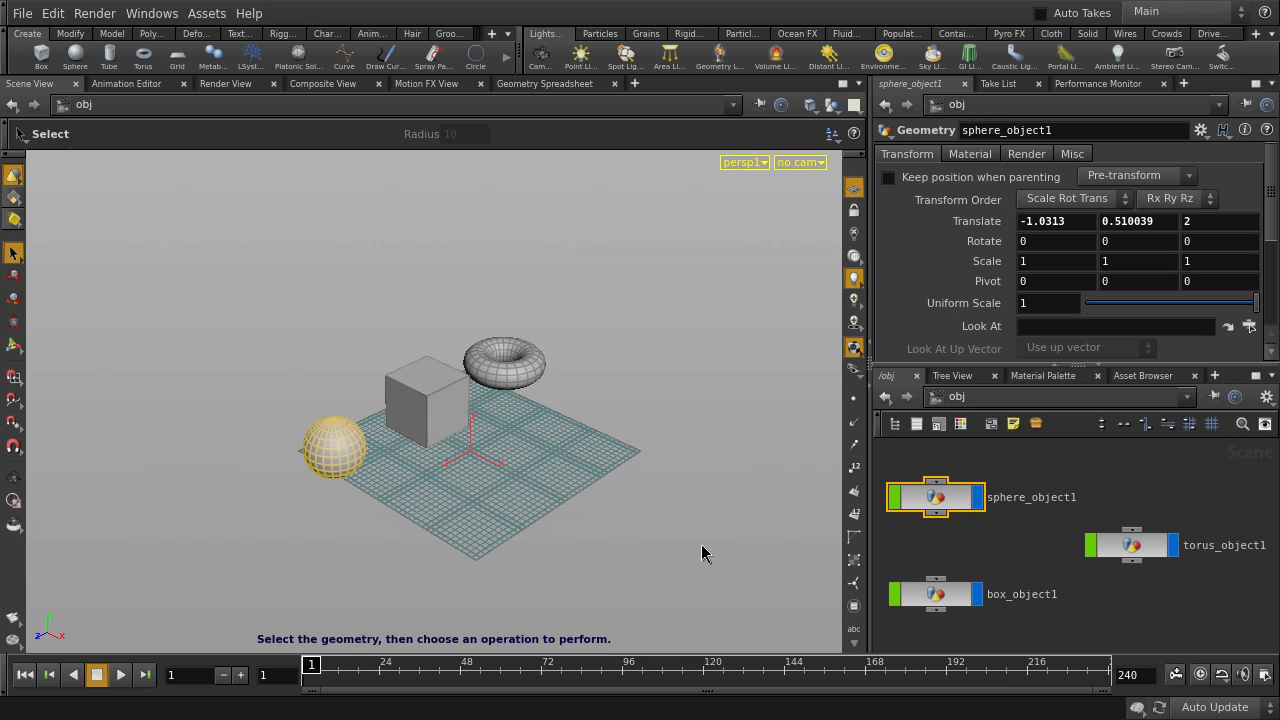 File Edit Render Windows Assets Help
Auto Takes Main
Create Modify Model Poly... Defo... Text... Rigg... Char... Anim... Hair Groo...
Lights... Particles Grains Rigid... Particl... Ocean FX Fluid... Populat... Contai... Pyro FX Cloth Solid Wires Crowds Drive...
Box Sphere Tube Torus Grid Metab... LSyst... Platonic Sol... Curve Draw Cur... Spray Pa... Circle
Cam... Point Li... Spot Lig... Area Li... Geometry L... Volume Li... Distant Li... Environme... Sky Li... GI Li... Caustic Lig... Portal Li... Ambient Li... Stereo Cam... Switc...
Scene View Animation Editor Render View Composite View Motion FX View Geometry Spreadsheet
sphere_object1 Take List Performance Monitor
obj
obj
Select Radius 10
Geometry sphere_object1
persp1 no cam
Transform Material Render Misc
Keep position when parenting Pre-transform
Transform Order Scale Rot Trans Rx Ry Rz
Translate -1.0313 0.510039 2
Rotate 0 0 0
Scale 1 1 1
Pivot 0 0 0
Uniform Scale 1
Look At
Look At Up Vector Use up vector
/obj Tree View Material Palette Asset Browser
obj
Scene
sphere_object1
torus_object1
box_object1
12
12
abc
y
x
z
Select the geometry, then choose an operation to perform.
1 1 1 24 48 72 96 120 144 168 192 216 2 240
Auto Update